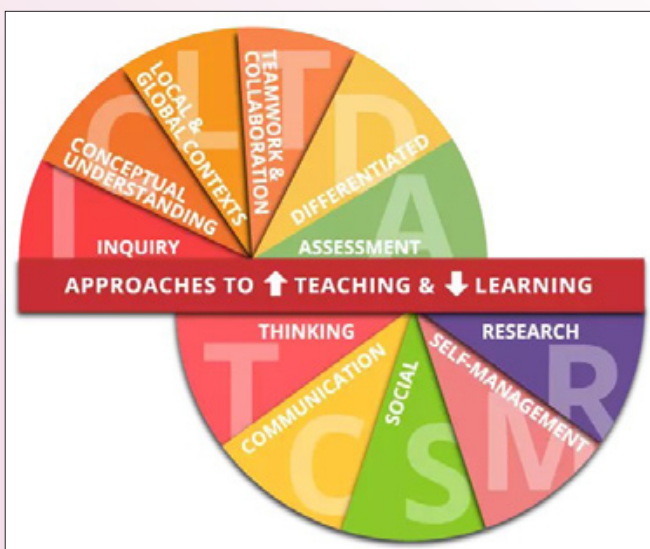 I
INQUIRY
C
CONCEPTUAL
UNDERSTANDING
L
LOCAL &
GLOBAL CONTEXTS
T
TEAMWORK &
COLLABORATION
D
DIFFERENTIATED
A
ASSESSMENT
APPROACHES TO ⬆ TEACHING & ⬇ LEARNING
T
THINKING
C
COMMUNICATION
S
SOCIAL
M
SELF-MANAGEMENT
R
RESEARCH